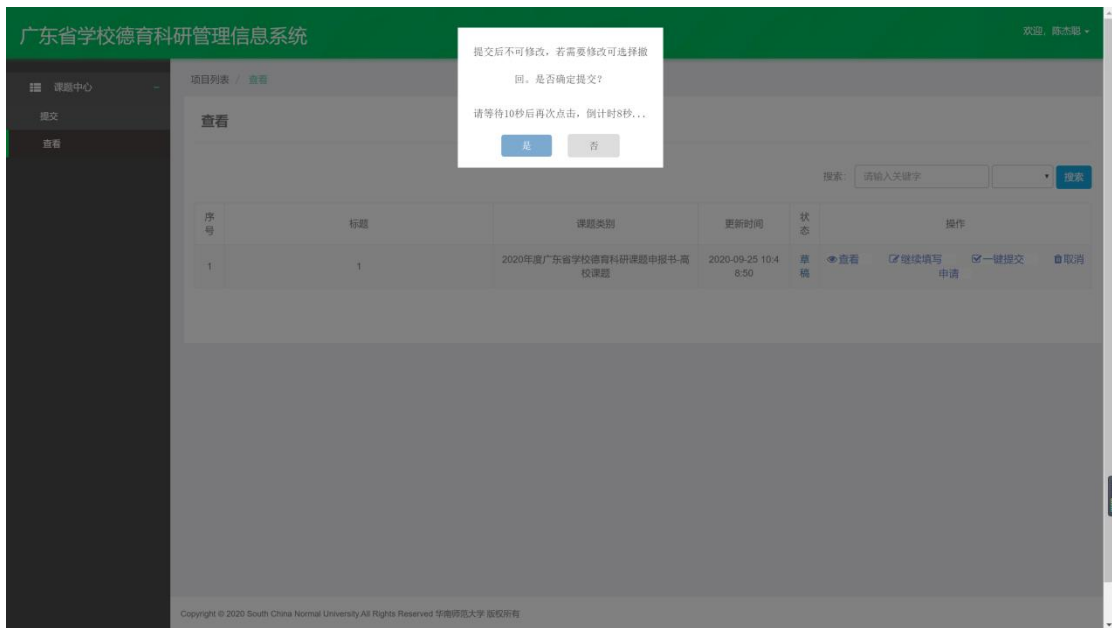 广东省学校德育科研管理信息系统
欢迎，陈杰聪
提交后不可修改，若需要修改可选择撤
回。是否确定提交？
请等待10秒后再次点击，倒计时8秒...
是 否
课题中心
提交
查看
项目列表 / 查看
查看
搜索： 请输入关键字 搜索
序号 标题 课题类别 更新时间 状态 操作
1 1 2020年度广东省学校德育科研课题申报书-高 2020-09-25 10:4 草 查看 继续填写 一键提交 取消
校课题 8:50 稿 申请
Copyright © 2020 South China Normal University.All Rights Reserved 华南师范大学 版权所有